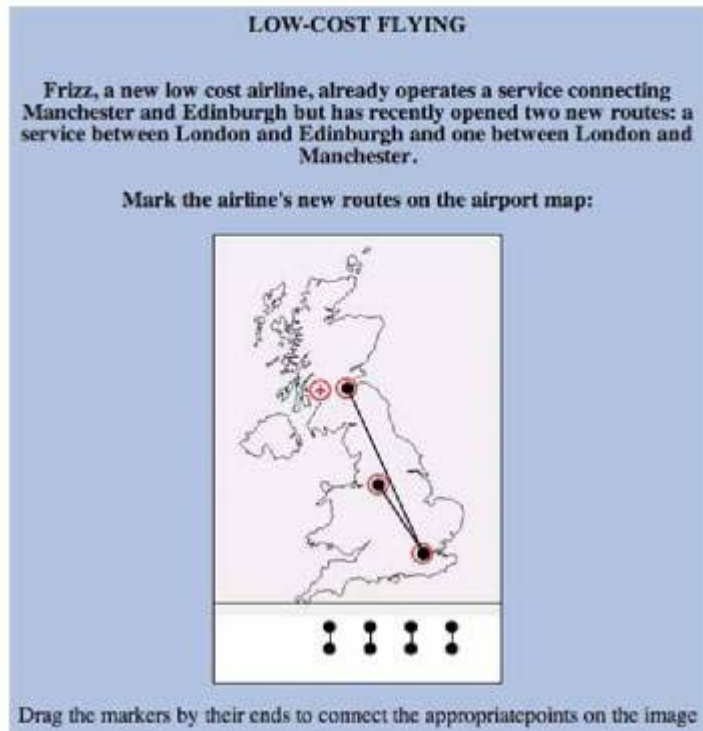 LOW-COST FLYING
Frizz, a new low cost airline, already operates a service connecting
Manchester and Edinburgh but has recently opened two new routes: a
service between London and Edinburgh and one between London and
Manchester.
Mark the airline's new routes on the airport map:
Drag the markers by their ends to connect the appropriatepoints on the image